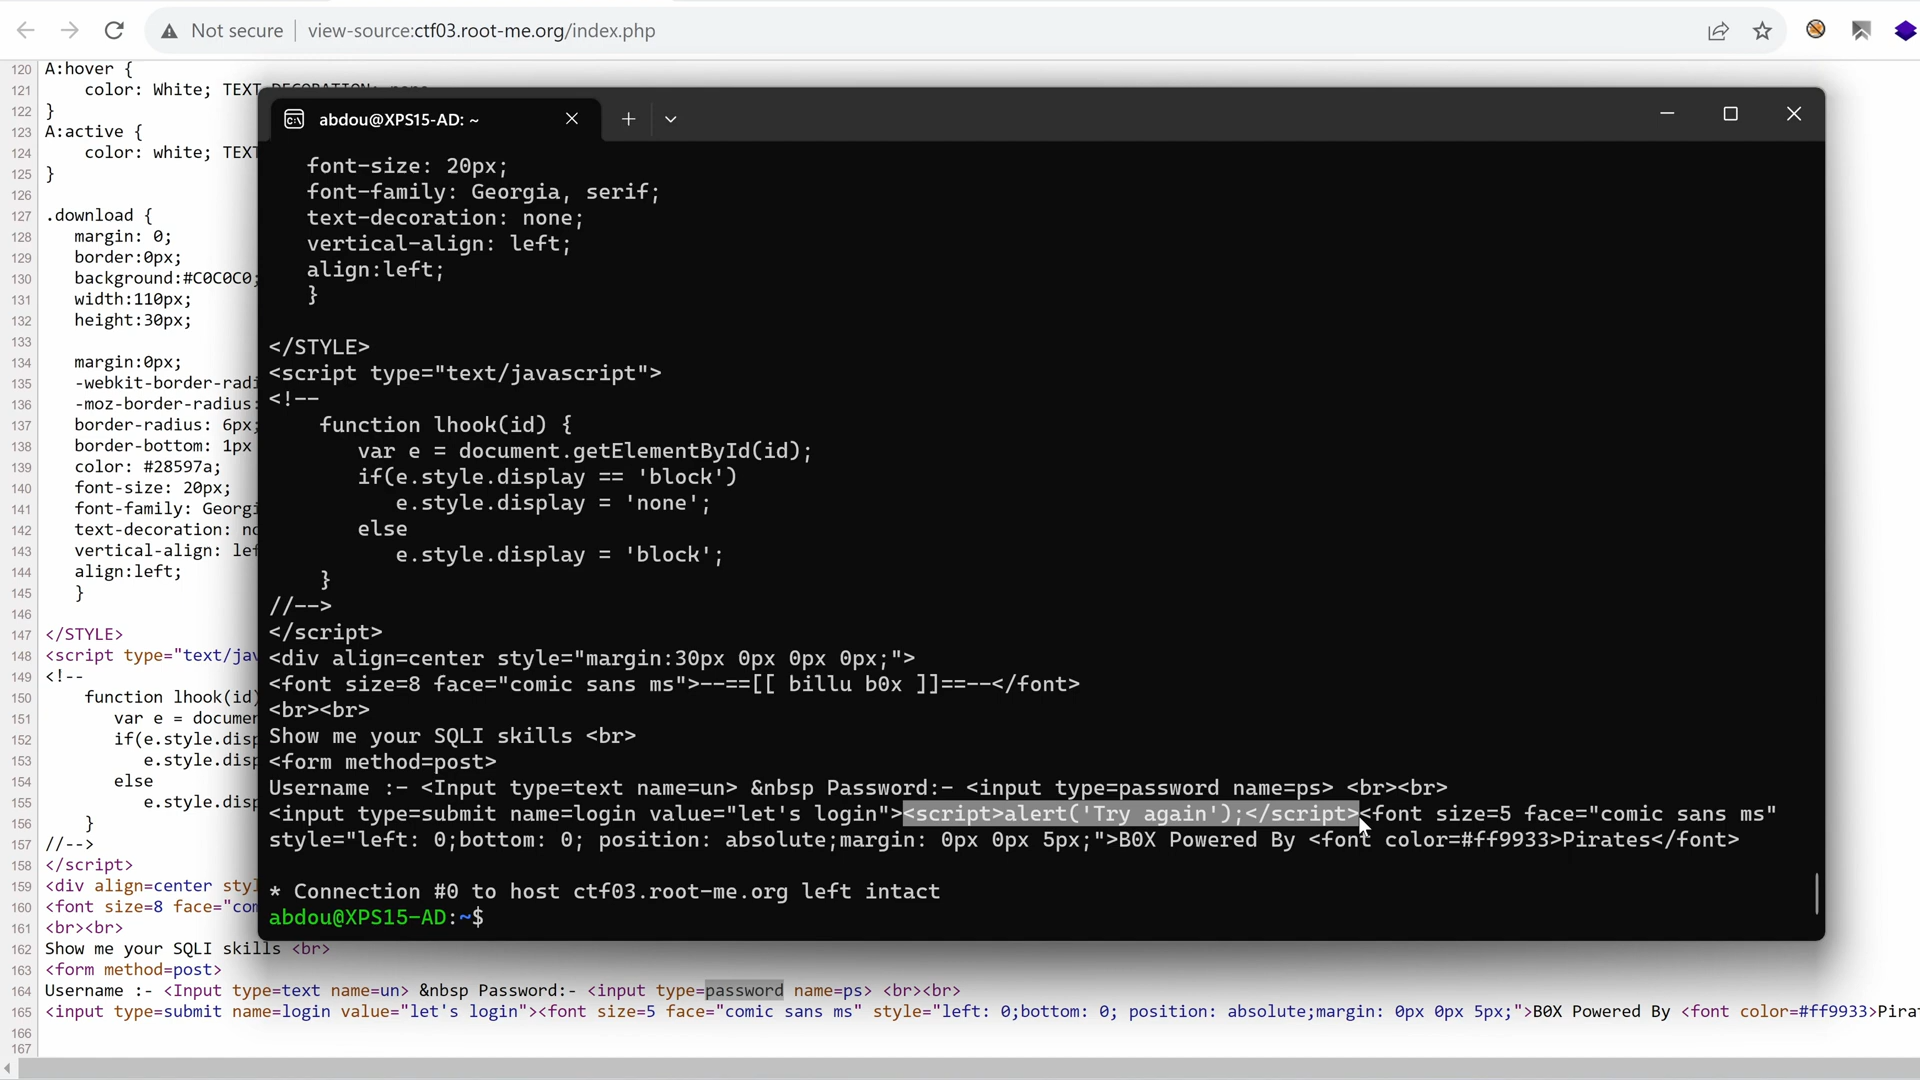 Not secure
view-source:ctf03.root-me.org/index.php
120 A:hover {
121 color: White; TEXT-DECORATION: none
122 }
123 A:active {
124 color: white; TEXT
125 }
126
127 .download {
128 margin: 0;
129 border:0px;
130 background:#C0C0C0;
131 width:110px;
132 height:30px;
133
134 margin:0px;
135 -webkit-border-radi
136 -moz-border-radius:
137 border-radius: 6px;
138 border-bottom: 1px
139 color: #28597a;
140 font-size: 20px;
141 font-family: Georgi
142 text-decoration: no
143 vertical-align: lef
144 align:left;
145 }
146
147 </STYLE>
148 <script type="text/jav
149 <!--
150 function lhook(id)
151 var e = documen
152 if(e.style.disp
153 e.style.disp
154 else
155 e.style.disp
156 }
157 //-->
158 </script>
159 <div align=center styl
160 <font size=8 face="com
161 <br><br>
162 Show me your SQLI skills <br>
163 <form method=post>
164 Username :- <Input type=text name=un> &nbsp Password:- <input type=password name=ps> <br><br>
165 <input type=submit name=login value="let's login"><font size=5 face="comic sans ms" style="left: 0;bottom: 0; position: absolute;margin: 0px 0px 5px;">B0X Powered By <font color=#ff9933>Pira
166
167
abdou@XPS15-AD: ~
font-size: 20px;
font-family: Georgia, serif;
text-decoration: none;
vertical-align: left;
align:left;
}
</STYLE>
<script type="text/javascript">
<!--
function lhook(id) {
var e = document.getElementById(id);
if(e.style.display == 'block')
e.style.display = 'none';
else
e.style.display = 'block';
}
//-->
</script>
<div align=center style="margin:30px 0px 0px 0px;">
<font size=8 face="comic sans ms">--==[[ billu b0x ]]==--</font>
<br><br>
Show me your SQLI skills <br>
<form method=post>
Username :- <Input type=text name=un> &nbsp Password:- <input type=password name=ps> <br><br>
<input type=submit name=login value="let's login"><script>alert('Try again');</script><font size=5 face="comic sans ms"
style="left: 0;bottom: 0; position: absolute;margin: 0px 0px 5px;">B0X Powered By <font color=#ff9933>Pirates</font>
* Connection #0 to host ctf03.root-me.org left intact
abdou@XPS15-AD:~$